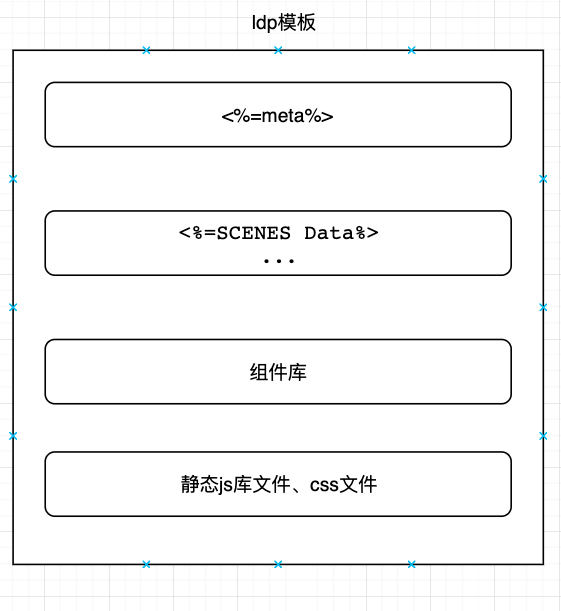 ldp模板
<%=meta%>
<%=SCENES Data%>
...
组件库
静态js库文件、css文件